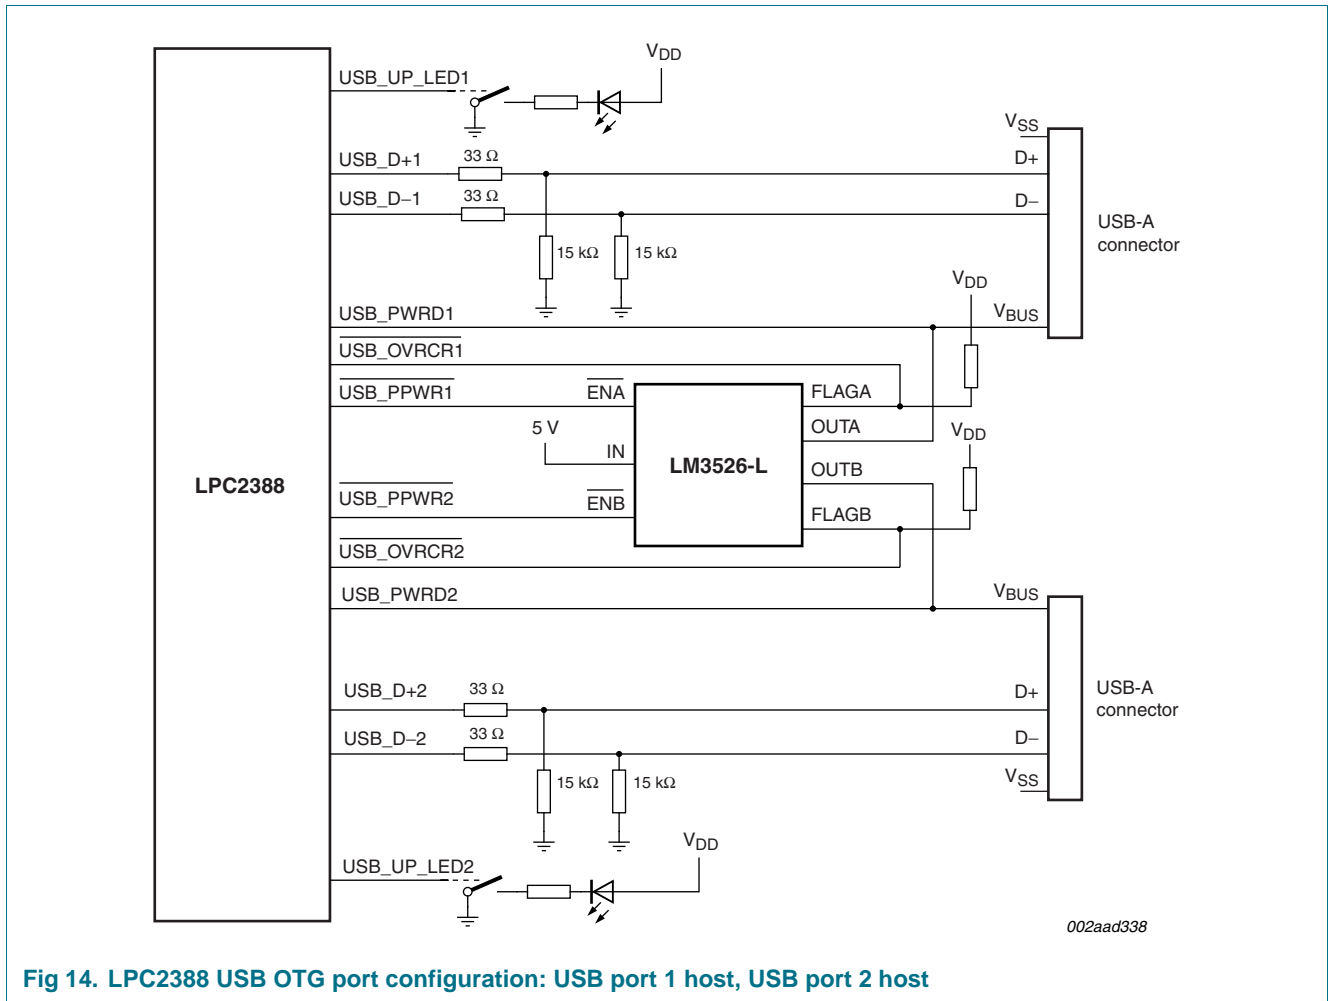 USB_UP_LED1
VDD
VSS
USB_D+1
33 Ω
D+
USB_D−1
33 Ω
D−
USB-A
connector
15 kΩ
15 kΩ
VDD
USB_PWRD1
VBUS
USB_OVRCR1
USB_PPWR1
ENA
FLAGA
5 V
OUTA
VDD
IN
LM3526-L
LPC2388
OUTB
USB_PPWR2
ENB
FLAGB
USB_OVRCR2
USB_PWRD2
VBUS
USB_D+2
33 Ω
D+
USB-A
connector
USB_D−2
33 Ω
D−
15 kΩ
15 kΩ
VSS
VDD
USB_UP_LED2
002aad338
Fig 14. LPC2388 USB OTG port configuration: USB port 1 host, USB port 2 host